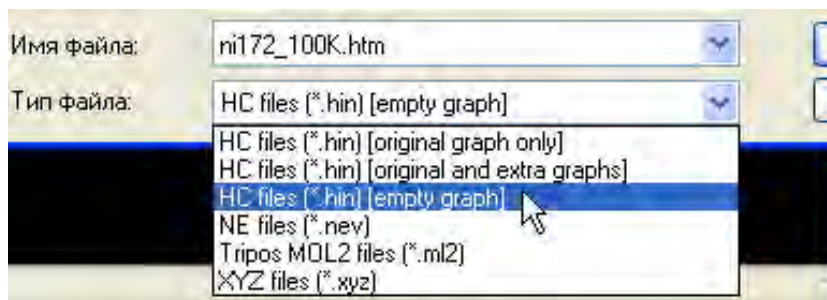 Имя файла: ni172_100K.htm
Тип файла: HC files (*.hin) [empty graph]
HC files (*.hin) [original graph only]
HC files (*.hin) [original and extra graphs]
HC files (*.hin) [empty graph]
NE files (*.nev)
Tripos MOL2 files (*.ml2)
XYZ files (*.xyz)